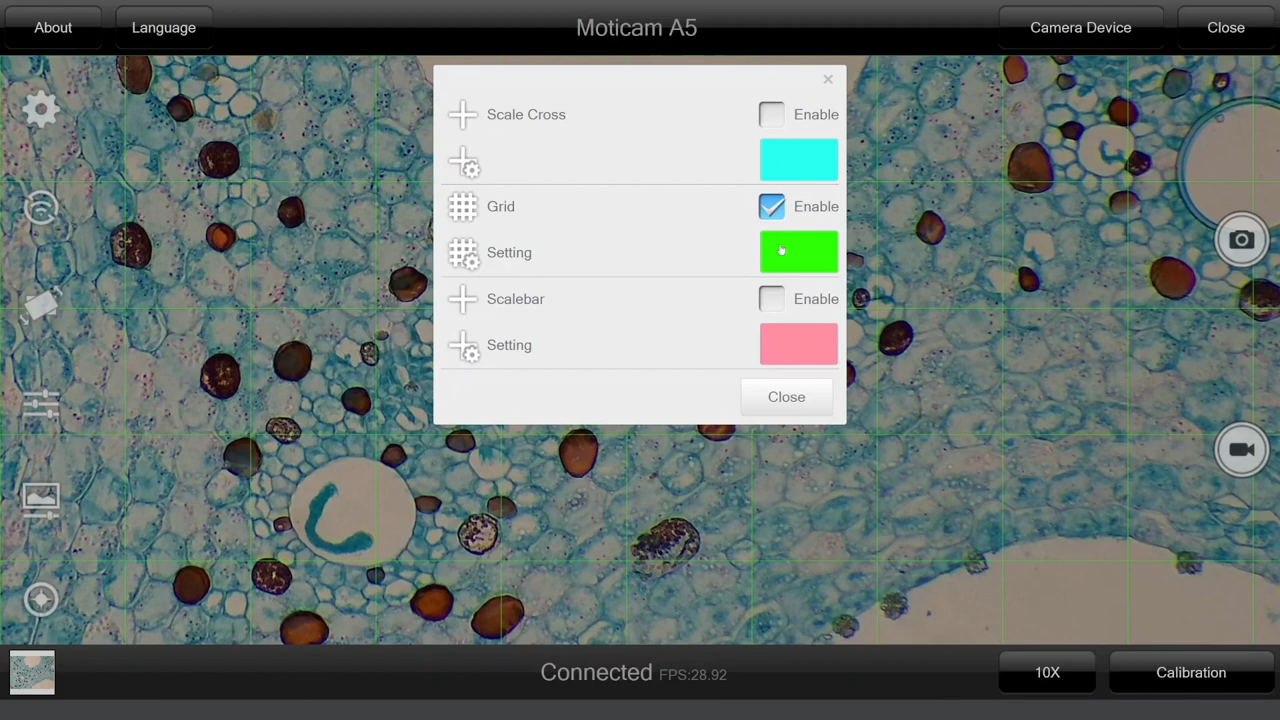 About
Language
Moticam A5
Camera Device
Close
Scale Cross
Enable
Grid
Enable
Setting
Scalebar
Enable
Setting
Close
Connected FPS:28.92
10X
Calibration